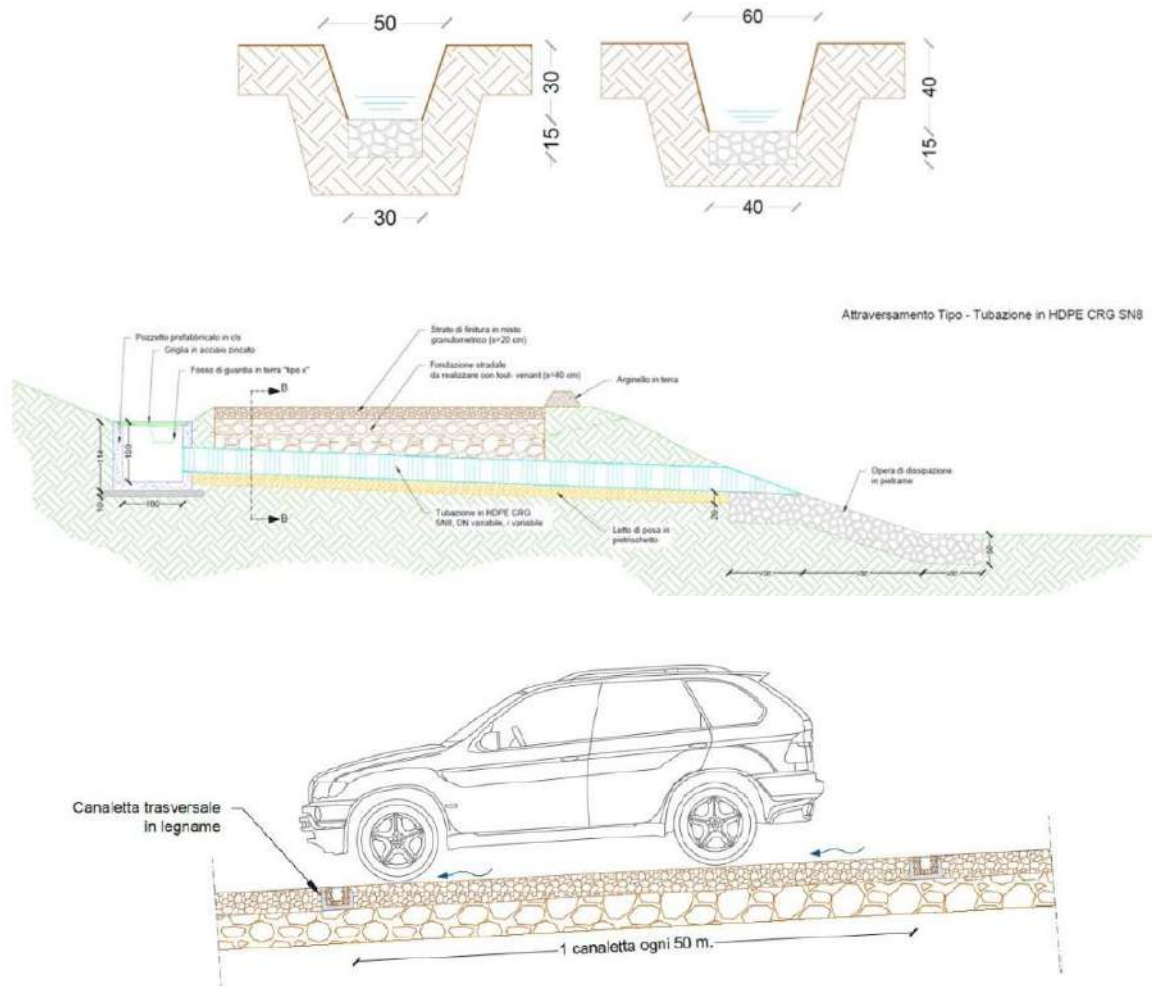 50
30
15
30
60
40
15
40
Attraversamento Tipo - Tubazione in HDPE CRG SN8
Pozzetto prefabbricato in cls
Griglia in acciaio zincato
Fosso di guardia in terra "tipo x"
Strato di finitura in misto
granulometrico (s=20 cm)
Fondazione stradale
da realizzare con tout- venant (s=40 cm)
Arginello in terra
B
B
100
100
10
Tubazione in HDPE CRG
SN8, DN variabile, i variabile
Letto di posa in
pietrischetto
20
Opera di dissipazione
in pietrame
50
Canaletta trasversale
in legname
1 canaletta ogni 50 m.